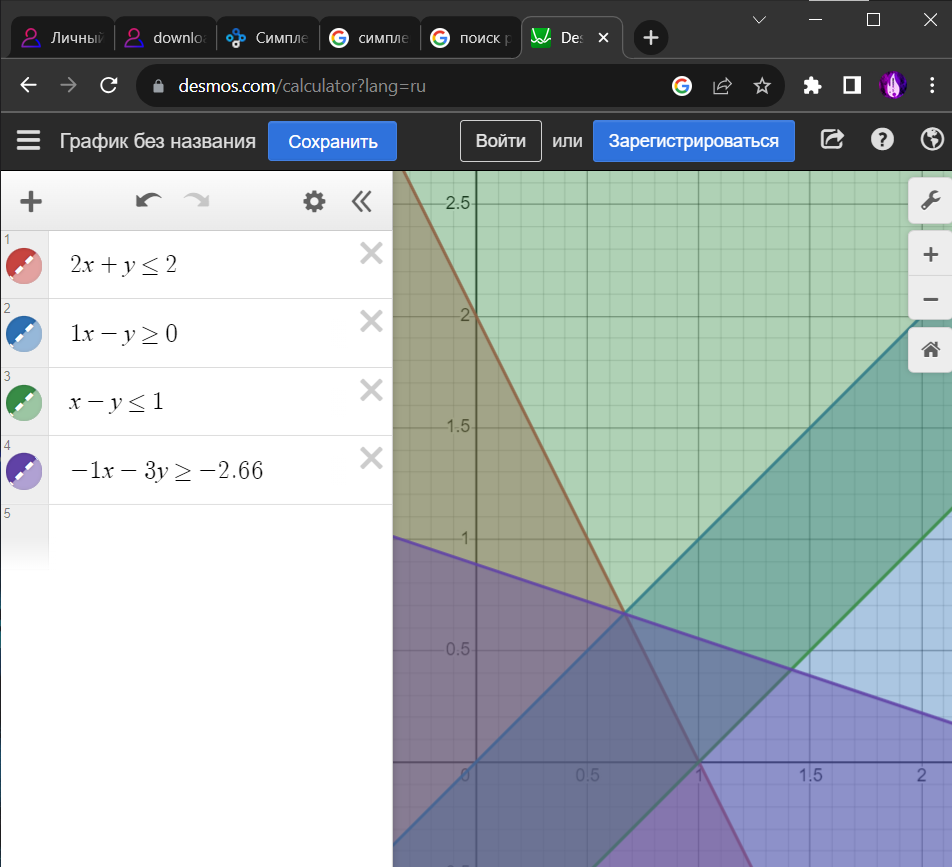 Личный
downlo
Симпле
симпле
поиск р
Des
desmos.com/calculator?lang=ru
График без названия
Сохранить
Войти
или
Зарегистрироваться
1
2x + y ≤ 2
2
1x − y ≥ 0
3
x − y ≤ 1
4
−1x − 3y ≥ −2.66
5
2.5
2
1.5
1
0.5
0
0.5
1
1.5
2